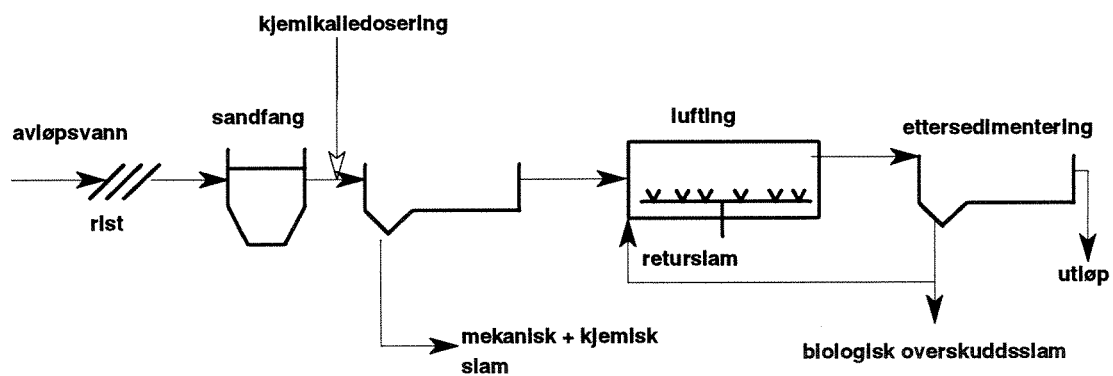 kjemikaliedosering
avløpsvann
sandfang
lufting
ettersedimentering
rist
returslam
utløp
mekanisk + kjemisk
slam
biologisk overskuddsslam